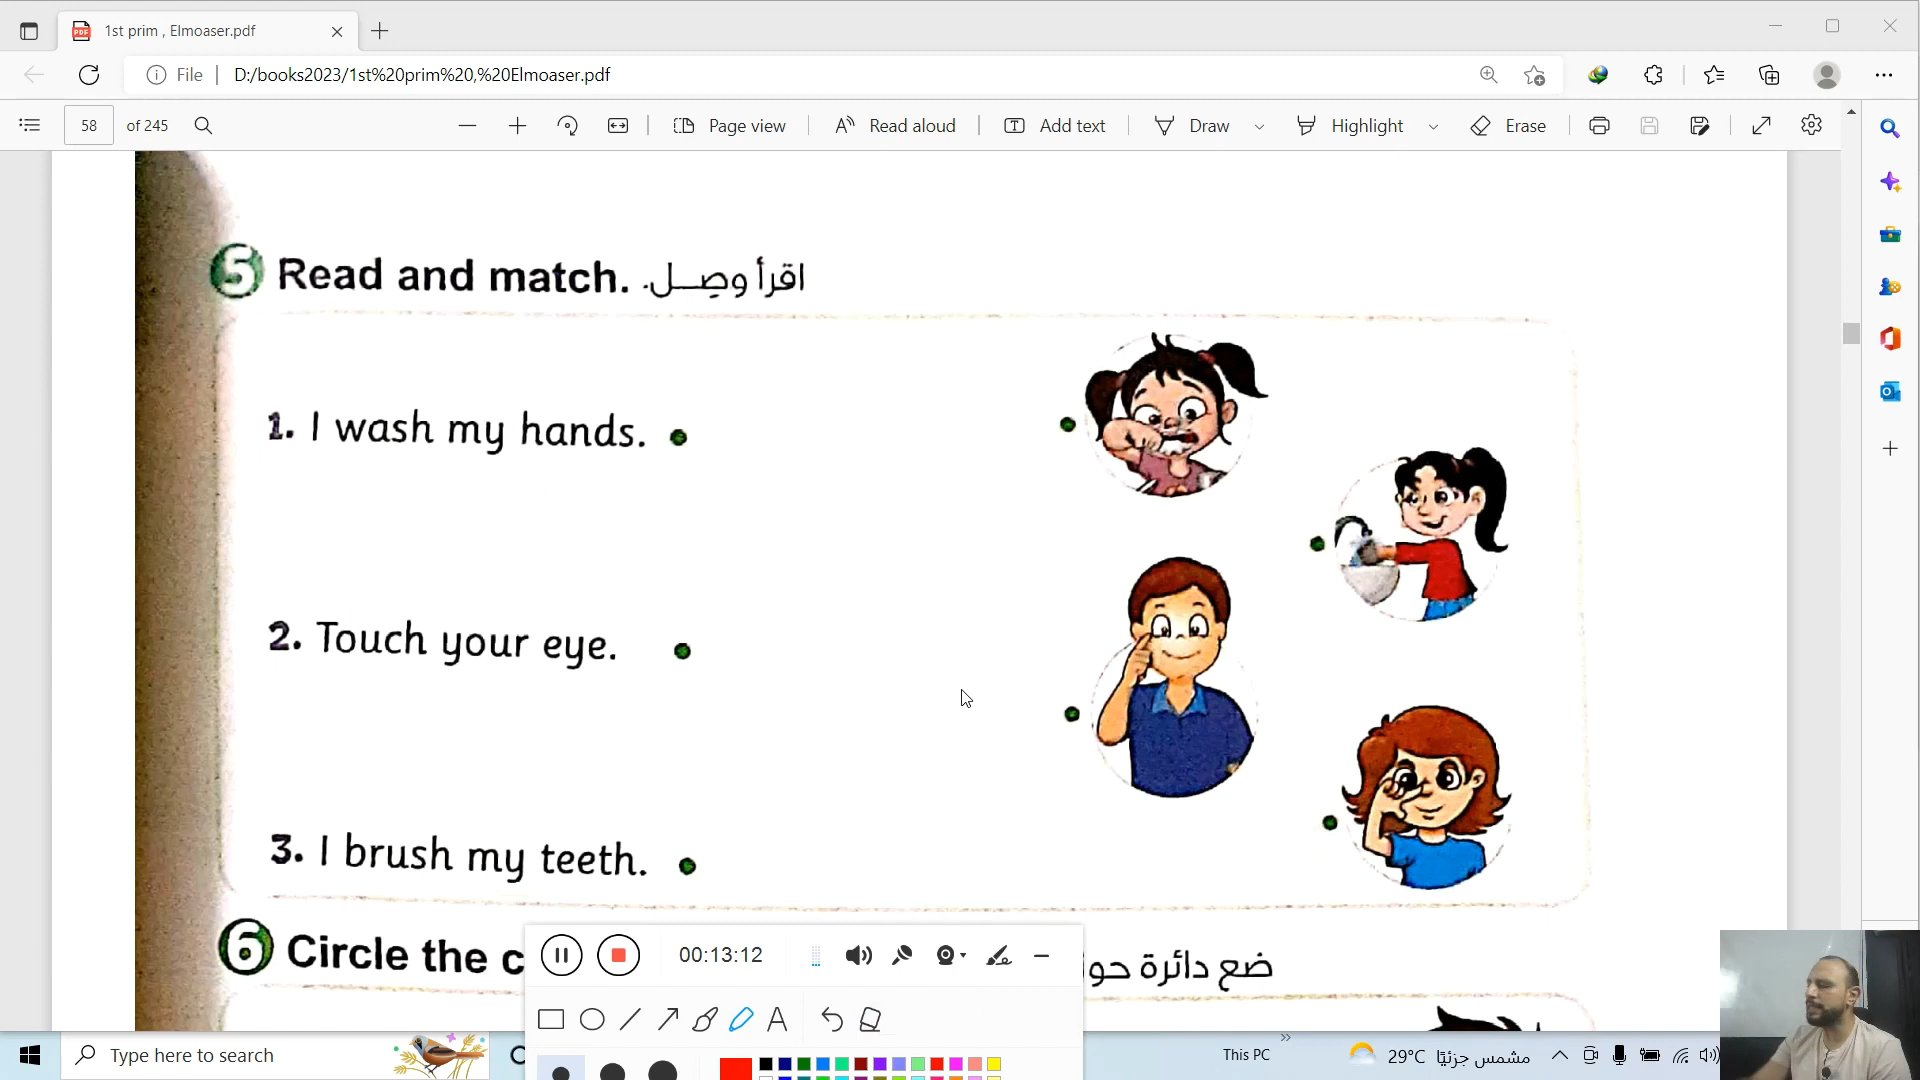 1st prim , Elmoaser.pdf
File
D:/books2023/1st%20prim%20,%20Elmoaser.pdf
58 of 245
Page view
Read aloud
Add text
Draw
Highlight
Erase
5 Read and match. اقرأ وصِـل.
1. I wash my hands.
2. Touch your eye.
3. I brush my teeth.
6 Circle the c
ضع دائرة حو
00:13:12
Type here to search
This PC
29°C مشمس جزئيًا